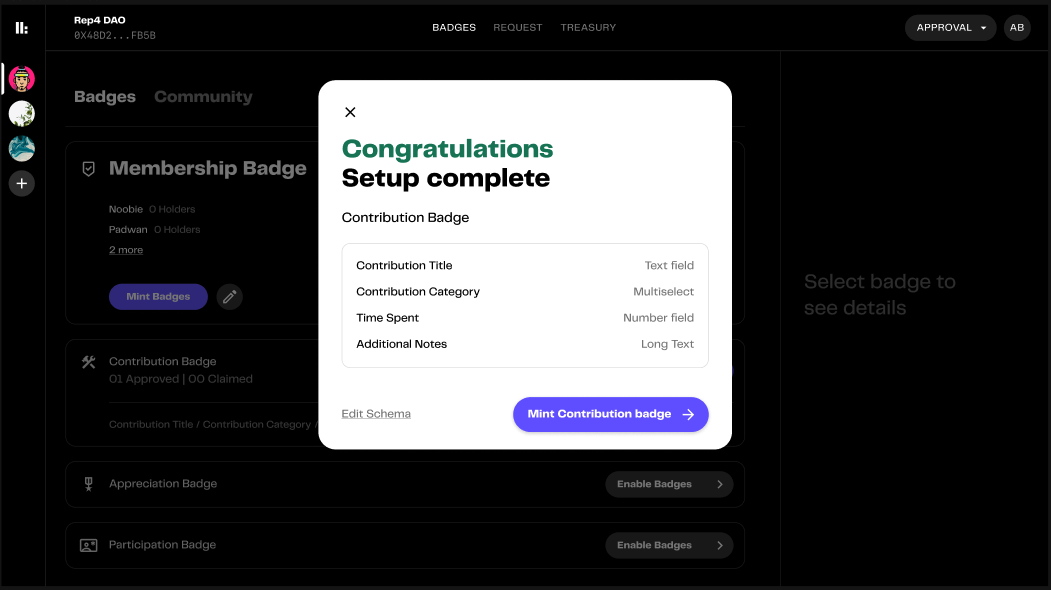 Rep4 DAO
0X48D2...FB5B
BADGES REQUEST TREASURY
APPROVAL
AB
Badges Community
Membership Badge
Noobie 0 Holders
Padwan 0 Holders
2 more
Mint Badges
Contribution Badge
01 Approved | 00 Claimed
Contribution Title / Contribution Category /
Appreciation Badge
Enable Badges
Participation Badge
Enable Badges
Congratulations
Setup complete
Contribution Badge
Contribution Title Text field
Contribution Category Multiselect
Time Spent Number field
Additional Notes Long Text
Edit Schema
Mint Contribution badge
Select badge to
see details